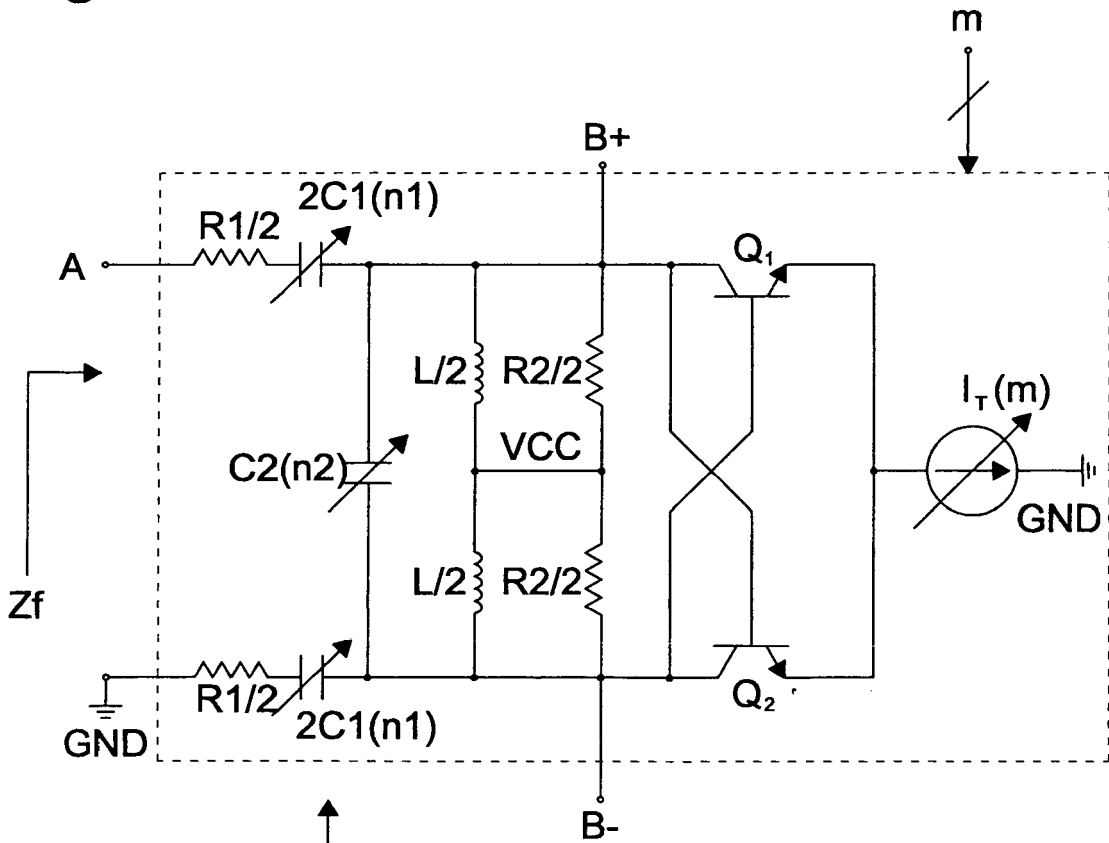 m
B+
2C1(n1)
R1/2
A
Q₁
L/2
R2/2
I_T(m)
VCC
C2(n2)
GND
L/2
R2/2
Zf
R1/2
2C1(n1)
Q₂
GND
B-